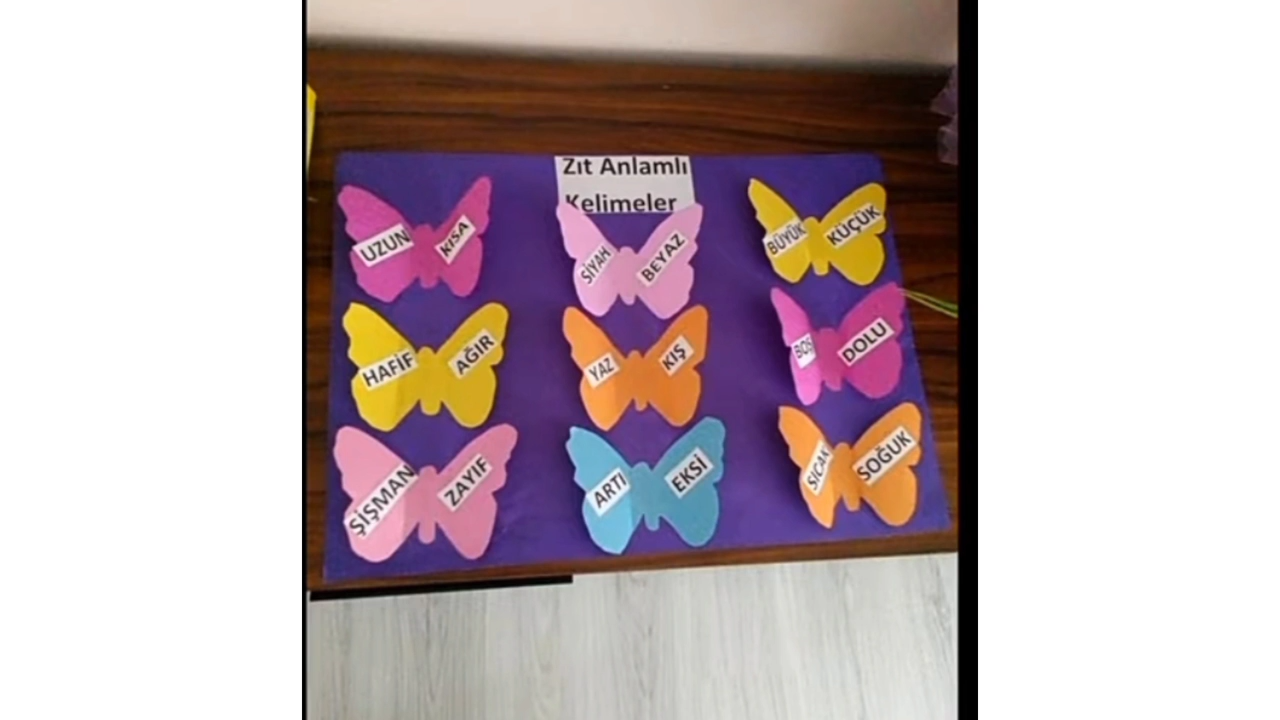 Zıt Anlamlı
Kelimeler
UZUN KISA
SİYAH BEYAZ
BÜYÜK KÜÇÜK
HAFİF AĞIR
YAZ KIŞ
BOŞ DOLU
ŞİŞMAN ZAYIF
ARTI EKSİ
SICAK SOĞUK